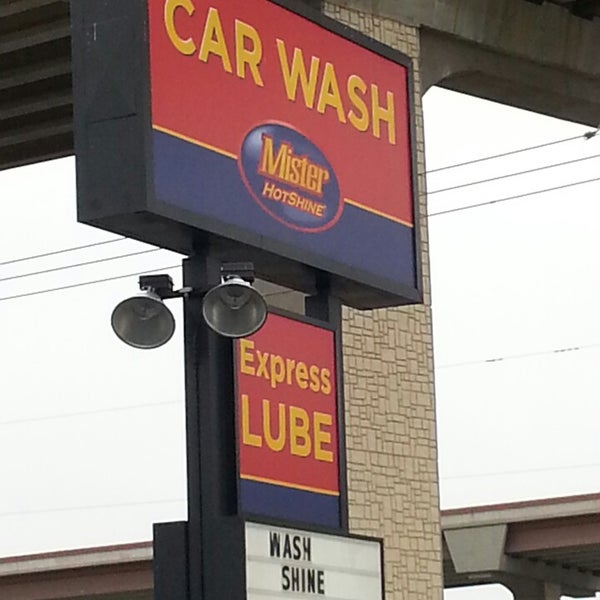 CAR WASH
Mister
HOTSHINE
Express
LUBE
WASH
SHINE